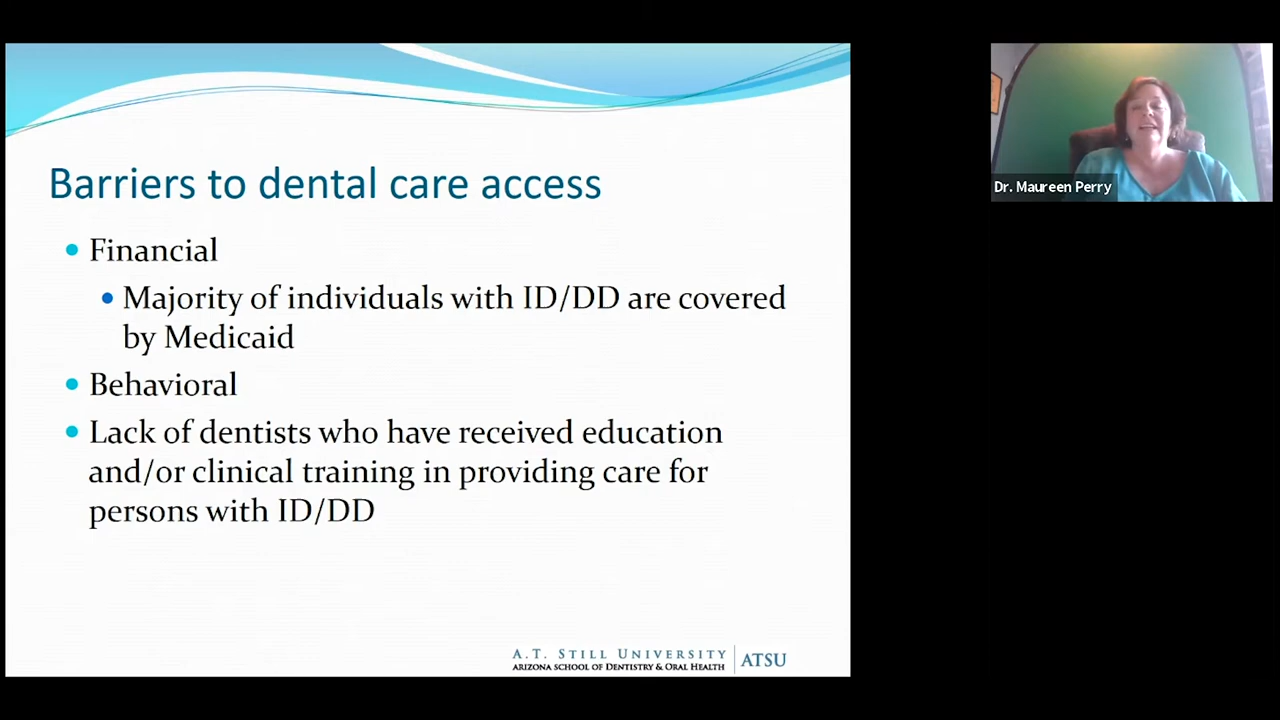 Barriers to dental care access
Financial
Majority of individuals with ID/DD are covered
by Medicaid
Behavioral
Lack of dentists who have received education
and/or clinical training in providing care for
persons with ID/DD
A.T. STILL UNIVERSITY
ARIZONA SCHOOL OF DENTISTRY & ORAL HEALTH
ATSU
Dr. Maureen Perry